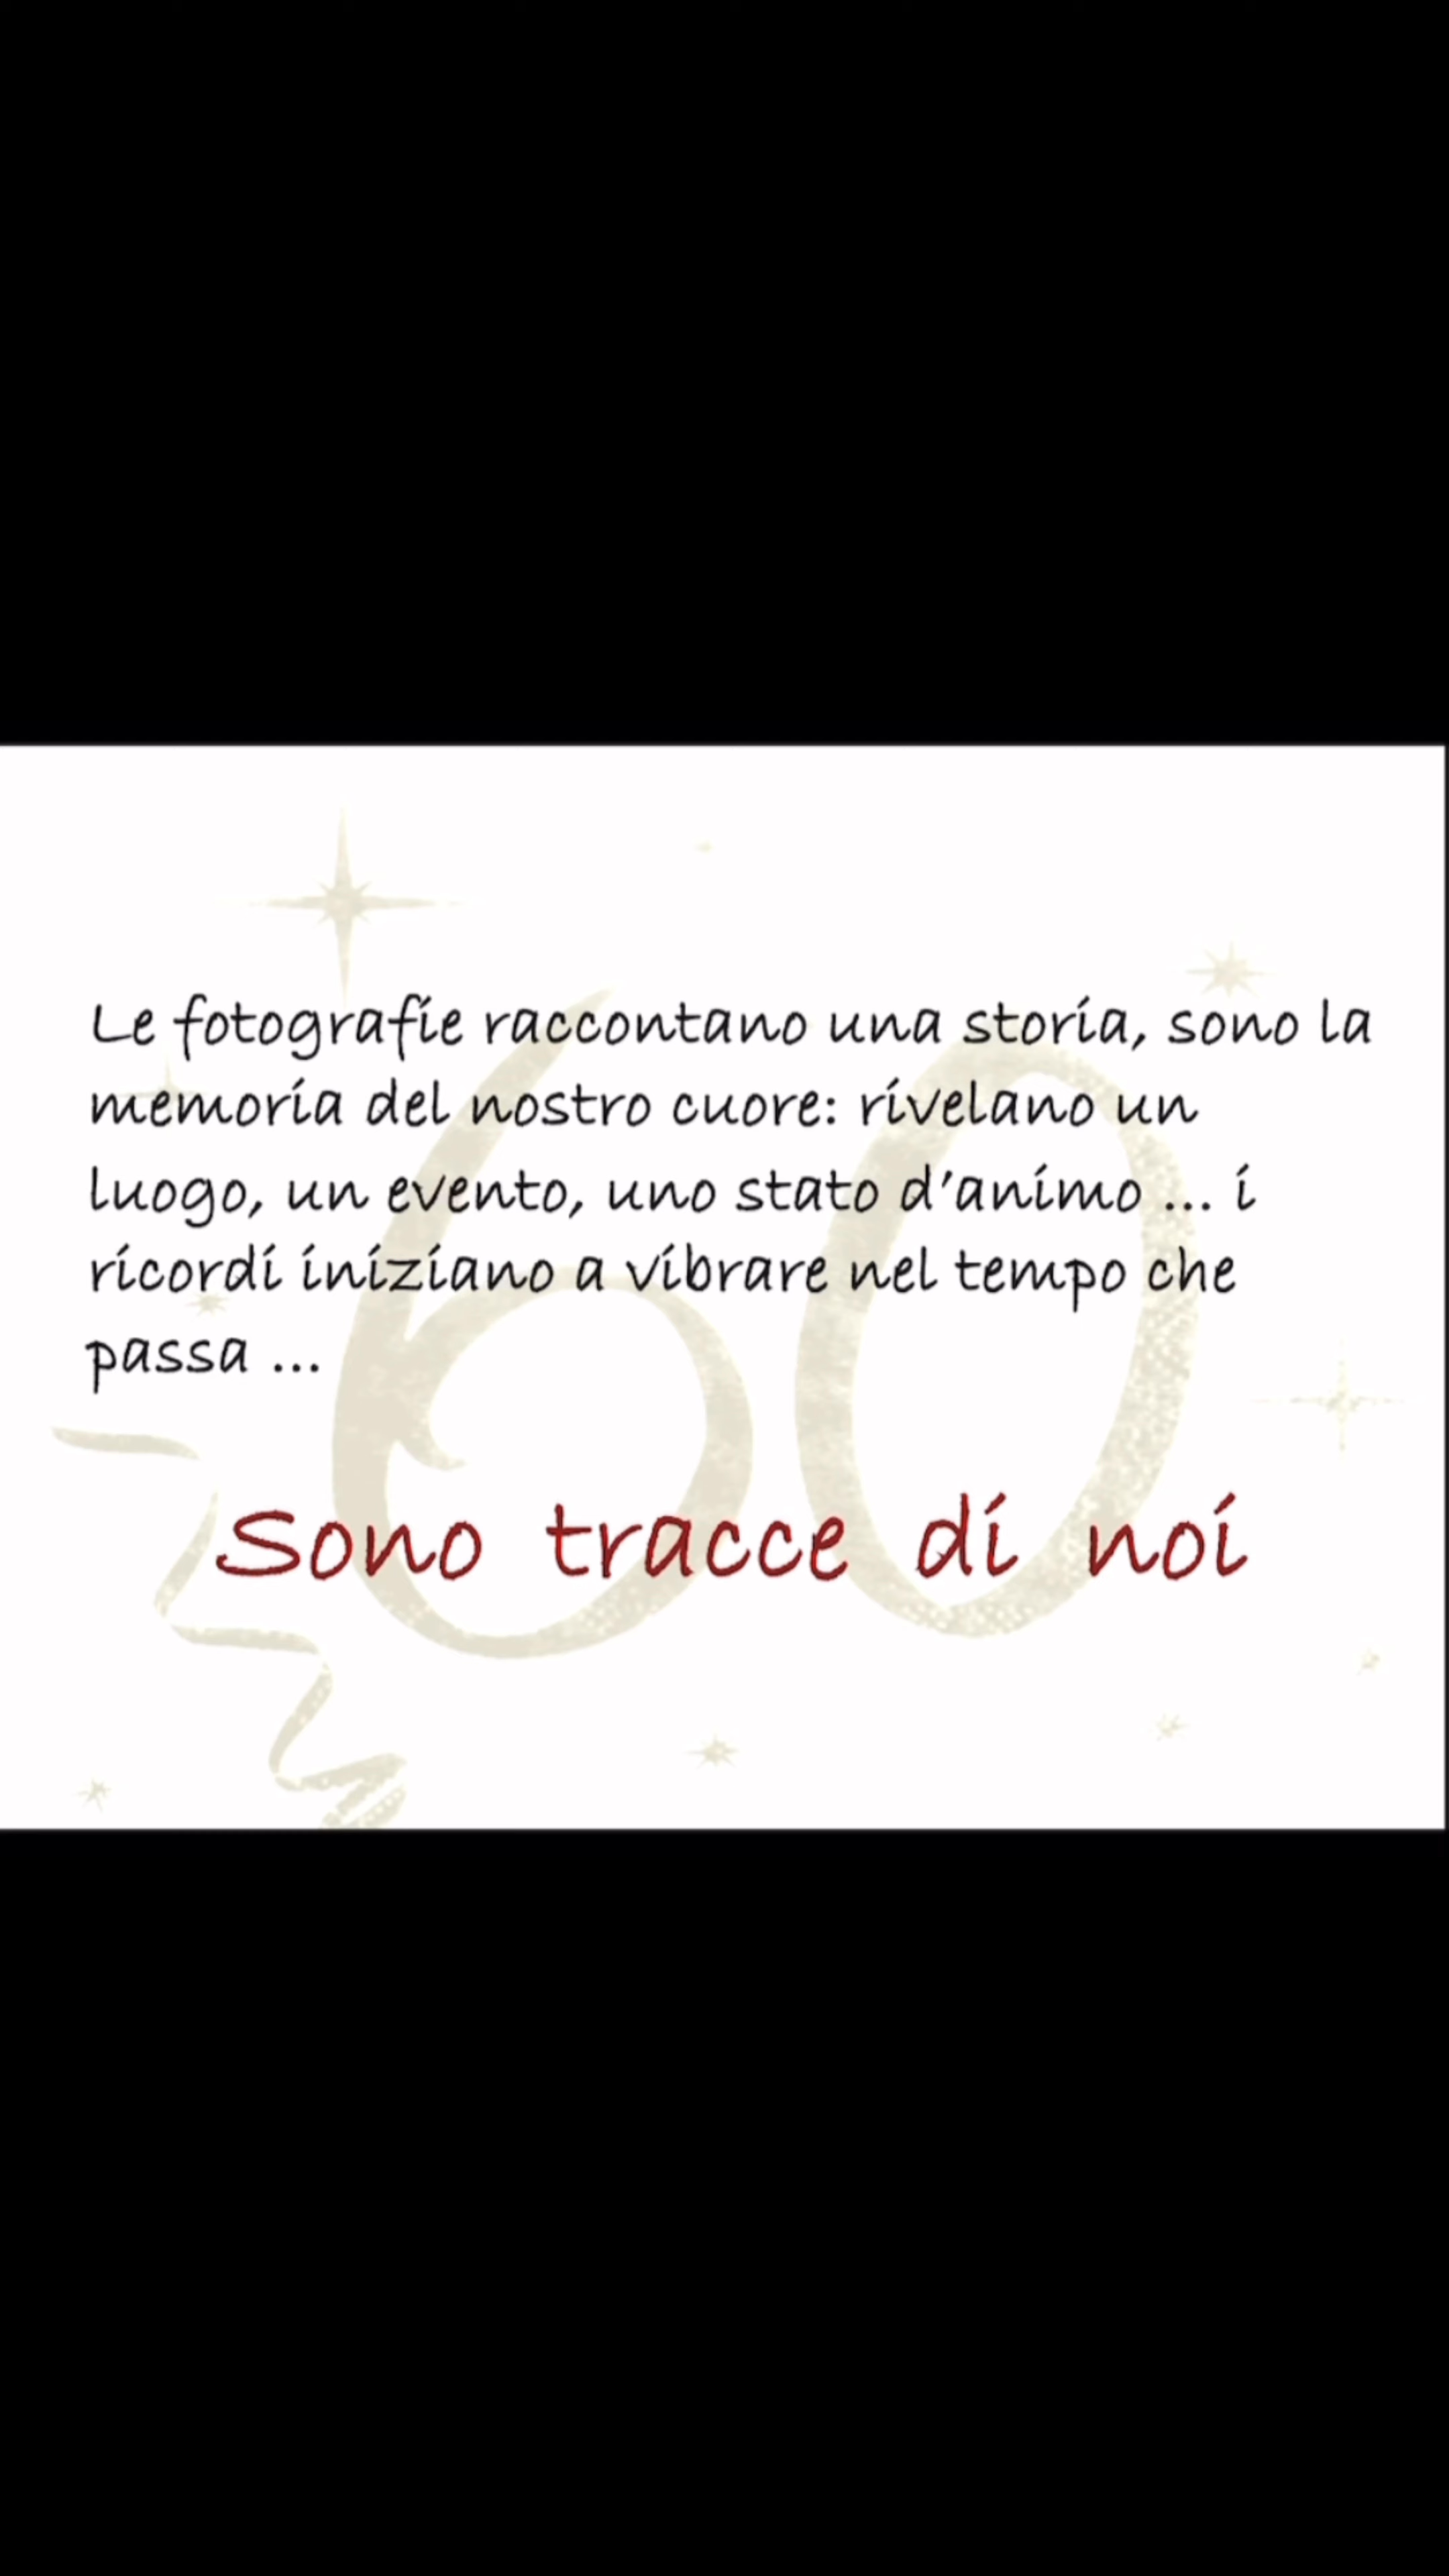 Le fotografie raccontano una storia, sono la
memoria del nostro cuore: rivelano un
luogo, un evento, uno stato d'animo ... i
ricordi iniziano a vibrare nel tempo che
passa ...
60
Sono tracce di noi